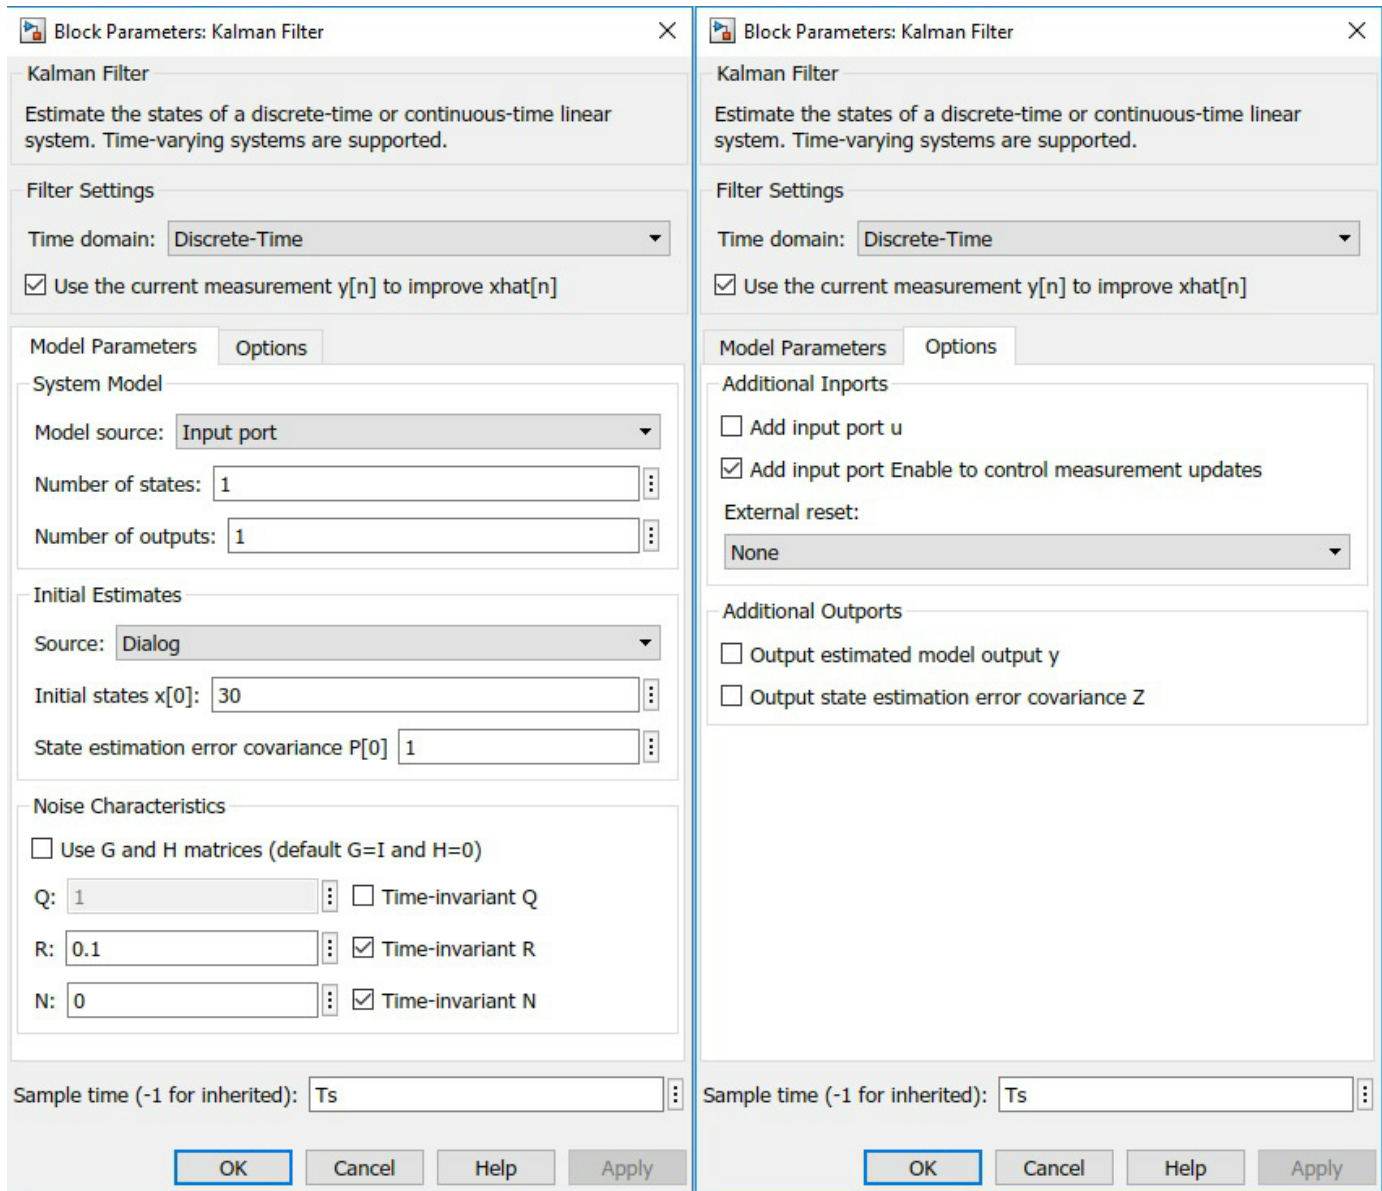 Block Parameters: Kalman Filter
Kalman Filter
Estimate the states of a discrete-time or continuous-time linear
system. Time-varying systems are supported.
Filter Settings
Time domain: Discrete-Time
Use the current measurement y[n] to improve xhat[n]
Model Parameters Options
System Model
Model source: Input port
Number of states: 1
Number of outputs: 1
Initial Estimates
Source: Dialog
Initial states x[0]: 30
State estimation error covariance P[0] 1
Noise Characteristics
Use G and H matrices (default G=I and H=0)
Q: 1 Time-invariant Q
R: 0.1 Time-invariant R
N: 0 Time-invariant N
Sample time (-1 for inherited): Ts
OK Cancel Help Apply
Block Parameters: Kalman Filter
Kalman Filter
Estimate the states of a discrete-time or continuous-time linear
system. Time-varying systems are supported.
Filter Settings
Time domain: Discrete-Time
Use the current measurement y[n] to improve xhat[n]
Model Parameters Options
Additional Inports
Add input port u
Add input port Enable to control measurement updates
External reset:
None
Additional Outports
Output estimated model output y
Output state estimation error covariance Z
Sample time (-1 for inherited): Ts
OK Cancel Help Apply